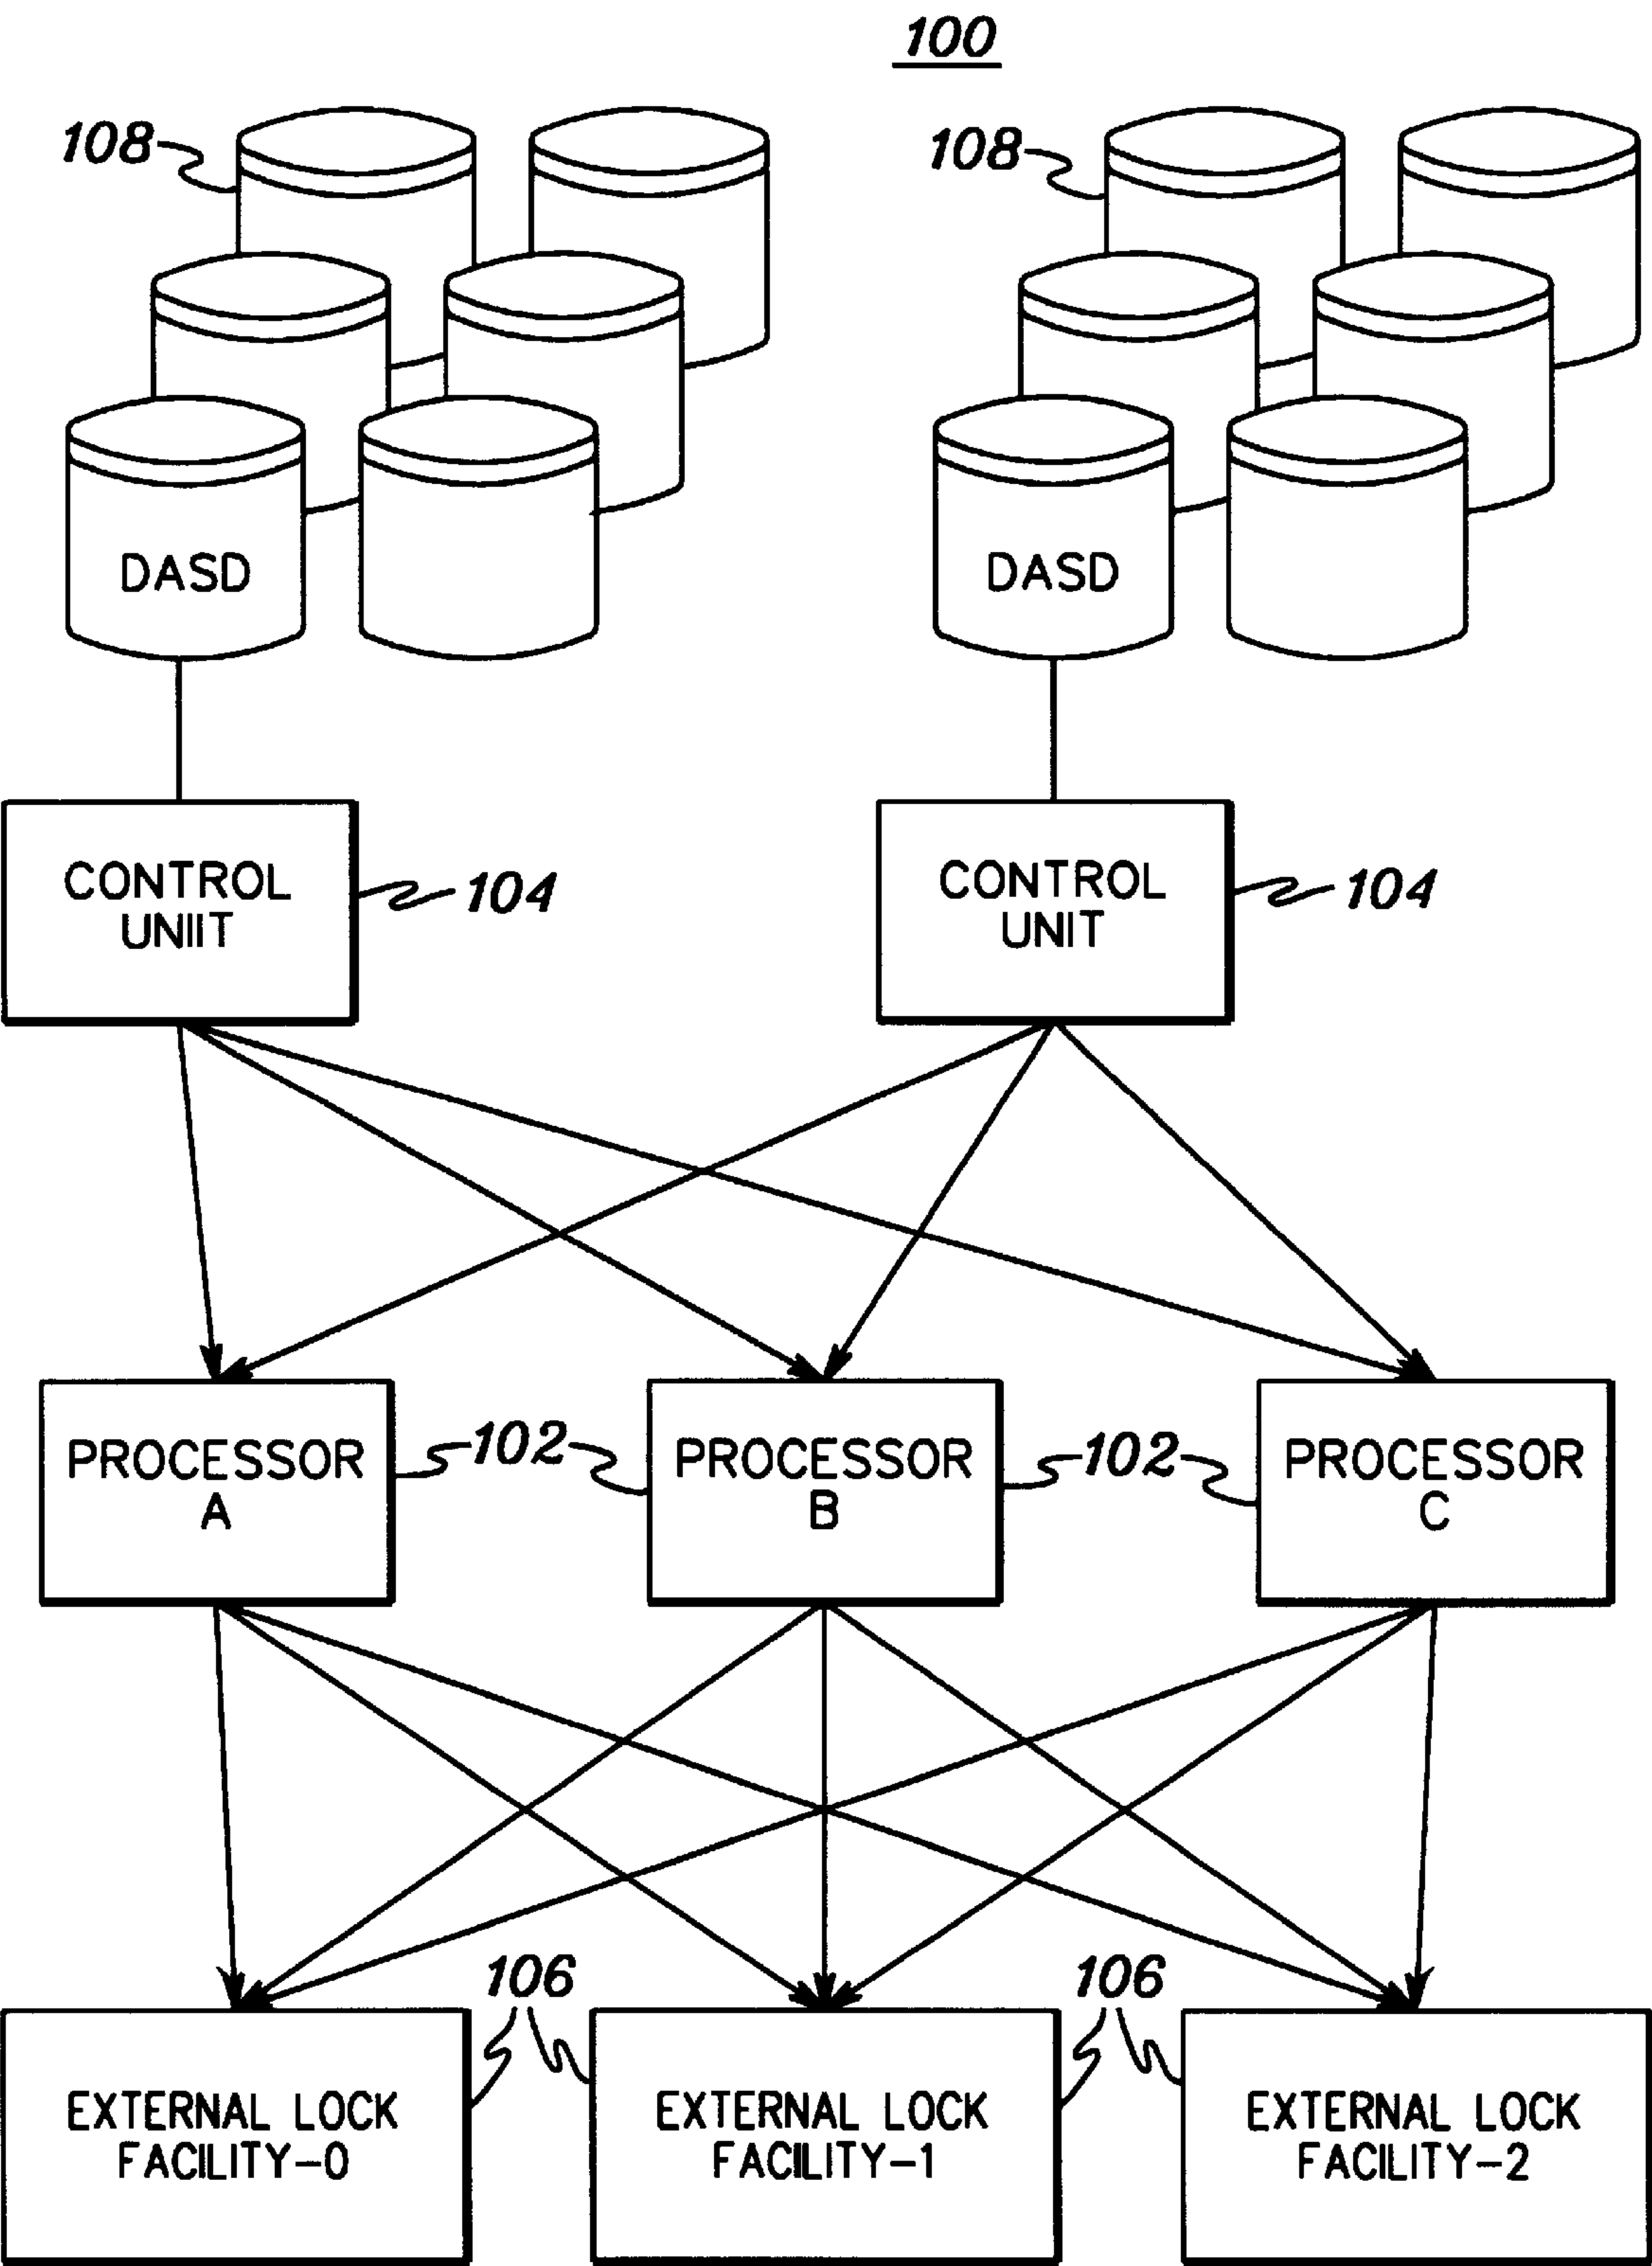 100
108
108
DASD
DASD
CONTROL
UNIIT
104
CONTROL
UNIT
104
PROCESSOR
A
102
PROCESSOR
B
102
PROCESSOR
C
106
106
EXTERNAL LOCK
FACILITY-0
EXTERNAL LOCK
FACILITY-1
EXTERNAL LOCK
FACILITY-2